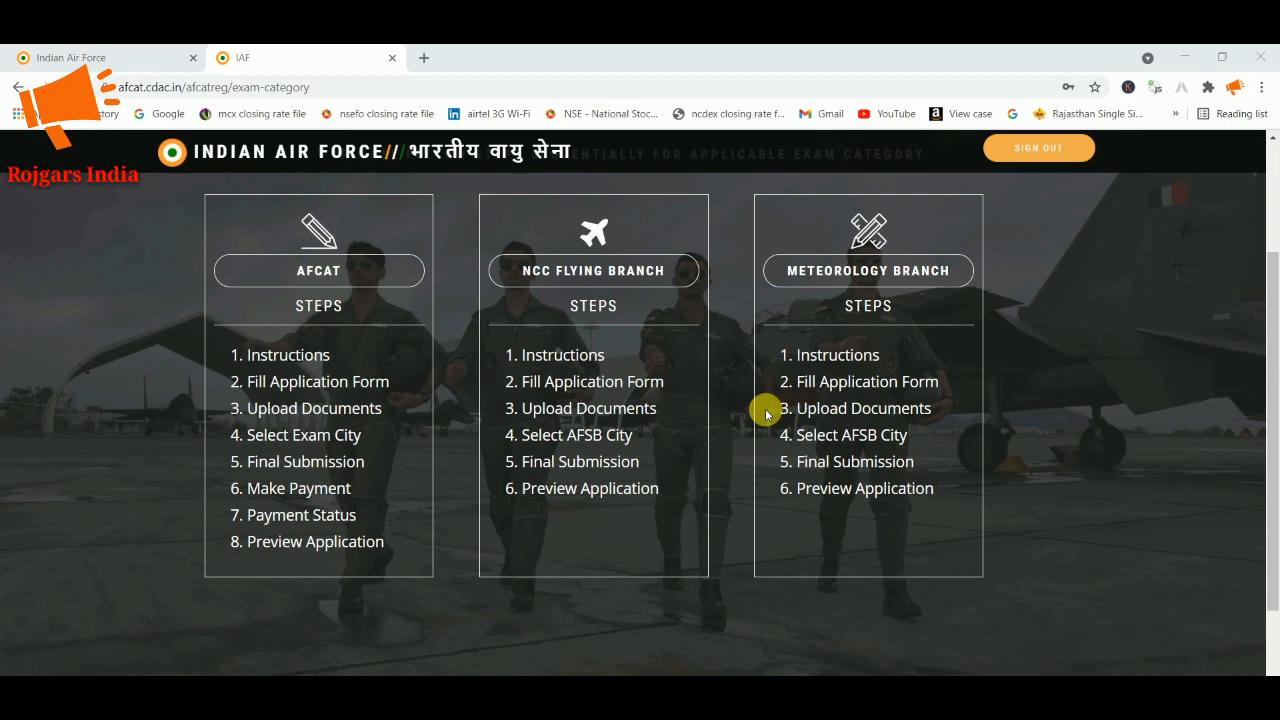 Indian Air Force
IAF
afcat.cdac.in/afcatreg/exam-category
story
Google
mcx closing rate file
nsefo closing rate file
airtel 3G Wi-Fi
NSE - National Stoc...
ncdex closing rate f...
Gmail
YouTube
View case
Rajasthan Single Si...
»
Reading list
Rojgars India
INDIAN AIR FORCE//भारतीय वायु सेना
ENTIALLY FOR APPLICABLE EXAM CATEGORY
SIGN OUT
AFCAT
STEPS
1. Instructions
2. Fill Application Form
3. Upload Documents
4. Select Exam City
5. Final Submission
6. Make Payment
7. Payment Status
8. Preview Application
NCC FLYING BRANCH
STEPS
1. Instructions
2. Fill Application Form
3. Upload Documents
4. Select AFSB City
5. Final Submission
6. Preview Application
METEOROLOGY BRANCH
STEPS
1. Instructions
2. Fill Application Form
3. Upload Documents
4. Select AFSB City
5. Final Submission
6. Preview Application